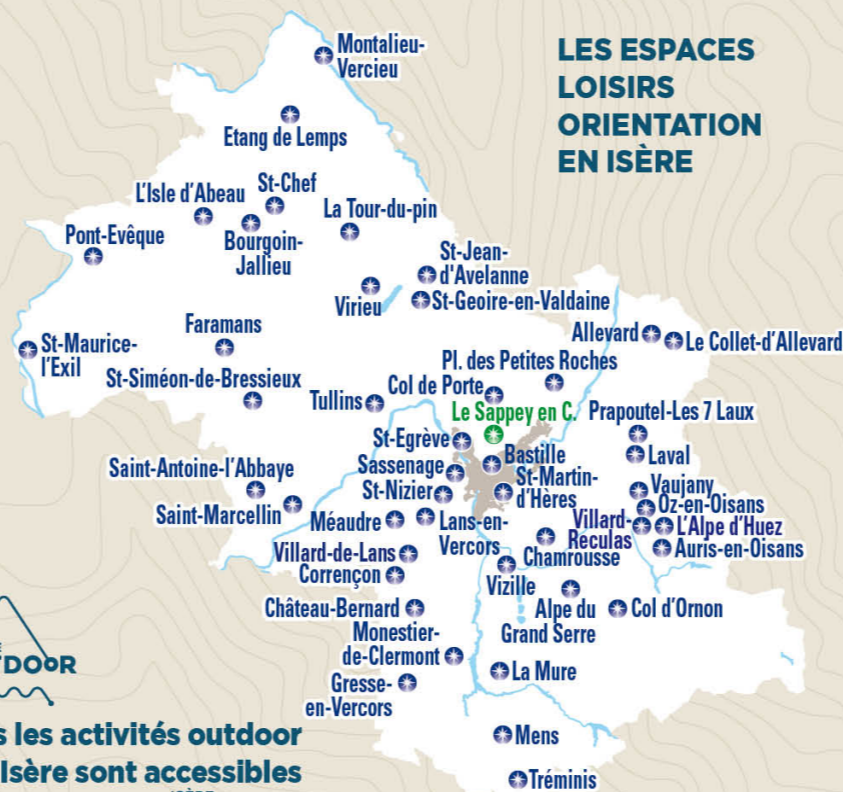 LES ESPACES
LOISIRS
ORIENTATION
EN ISÈRE
Montalieu-
Vercieu
Etang de Lemps
L'Isle d'Abeau
St-Chef
La Tour-du-pin
Pont-Evêque
Bourgoin-
Jallieu
St-Jean-
d'Avelanne
Virieu
St-Geoire-en-Valdaine
St-Maurice-
l'Exil
Faramans
Allevard
Le Collet-d'Allevard
St-Siméon-de-Bressieux
Pl. des Petites Roches
Tullins
Col de Porte
Le Sappey en C.
Prapoutel-Les 7 Laux
St-Egrève
Bastille
Laval
Saint-Antoine-l'Abbaye
Sassenage
St-Martin-
d'Hères
Vaujany
St-Nizier
Oz-en-Oisans
Saint-Marcellin
Méaudre
Lans-en-
Vercors
Villard-
Réculas
L'Alpe d'Huez
Villard-de-Lans
Chamrousse
Auris-en-Oisans
Corrençon
Vizille
Château-Bernard
Alpe du
Grand Serre
Col d'Ornon
Monestier-
de-Clermont
La Mure
Gresse-
en-Vercors
Mens
Tréminis
DOOR
s les activités outdoor
Isère sont accessibles